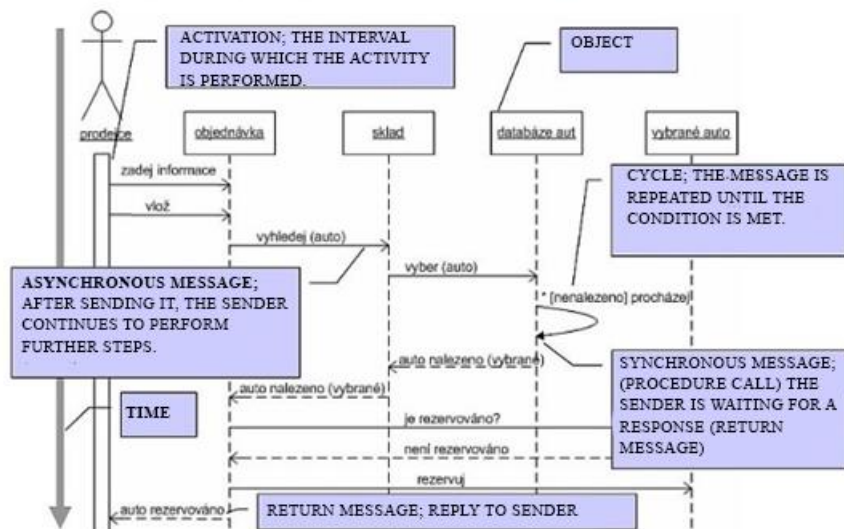 ACTIVATION; THE INTERVAL
DURING WHICH THE ACTIVITY
IS PERFORMED.
OBJECT
prodejce
objednávka
sklad
databáze aut
vybrané auto
zadej informace
vlož
CYCLE; THE MESSAGE IS
REPEATED UNTIL THE
CONDITION IS MET.
vyhledej (auto)
vyber (auto)
ASYNCHRONOUS MESSAGE;
AFTER SENDING IT, THE SENDER
CONTINUES TO PERFORM
FURTHER STEPS.
* [nenalezeno] procházej
auto nalezeno (vybrané)
auto nalezeno (vybrané)
SYNCHRONOUS MESSAGE;
(PROCEDURE CALL) THE
SENDER IS WAITING FOR A
RESPONSE (RETURN
MESSAGE)
TIME
je rezervováno?
není rezervováno
rezervuj
auto rezervováno
RETURN MESSAGE; REPLY TO SENDER